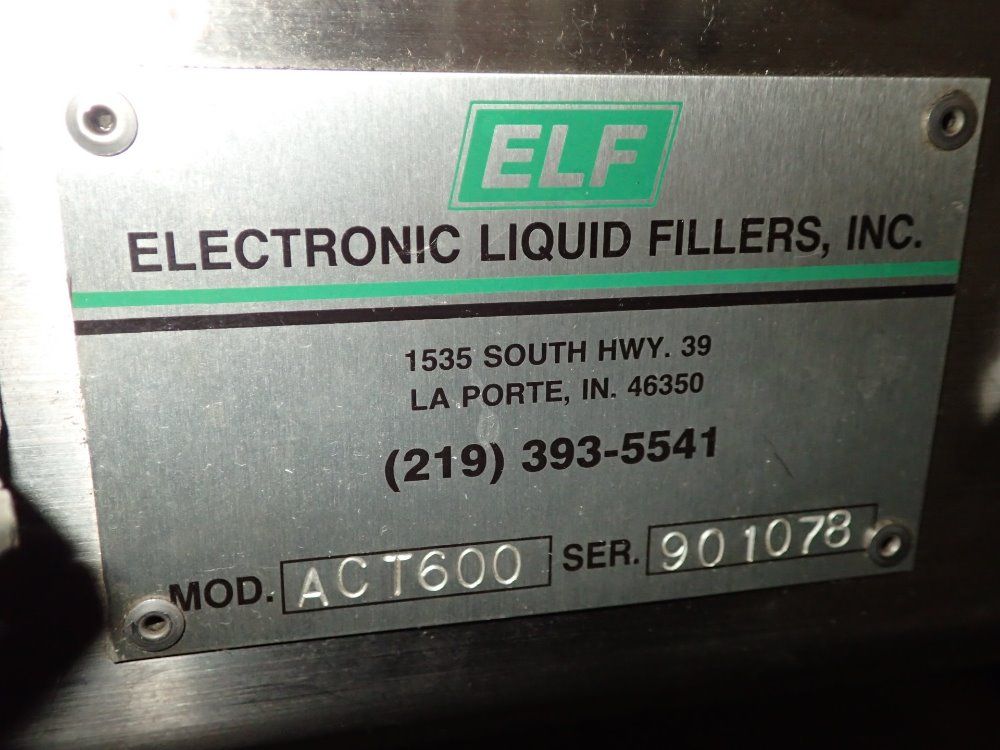 ELF
ELECTRONIC LIQUID FILLERS, INC.
1535 SOUTH HWY. 39
LA PORTE, IN. 46350
(219) 393-5541
MOD. ACT600 SER. 901078